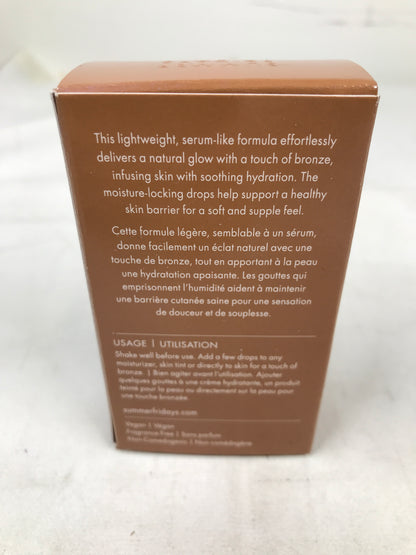 This lightweight, serum-like formula effortlessly
delivers a natural glow with a touch of bronze,
infusing skin with soothing hydration. The
moisture-locking drops help support a healthy
skin barrier for a soft and supple feel.
Cette formule légère, semblable à un sérum,
donne facilement un éclat naturel avec une
touche de bronze, tout en apportant à la peau
une hydratation apaisante. Les gouttes qui
emprisonnent l'humidité aident à maintenir
une barrière cutanée saine pour une sensation
de douceur et de souplesse.
USAGE | UTILISATION
Shake well before use. Add a few drops to any
moisturizer, skin tint or directly to skin for a touch of
bronze. | Bien agiter avant l'utilisation. Ajouter
quelques gouttes à une crème hydratante, un produit
teinté pour la peau ou directement sur la peau pour
une touche bronzée.
summerfridays.com
Vegan | Végan
Fragrance-Free | Sans parfum
Non-Comedogenic | Non comédogène